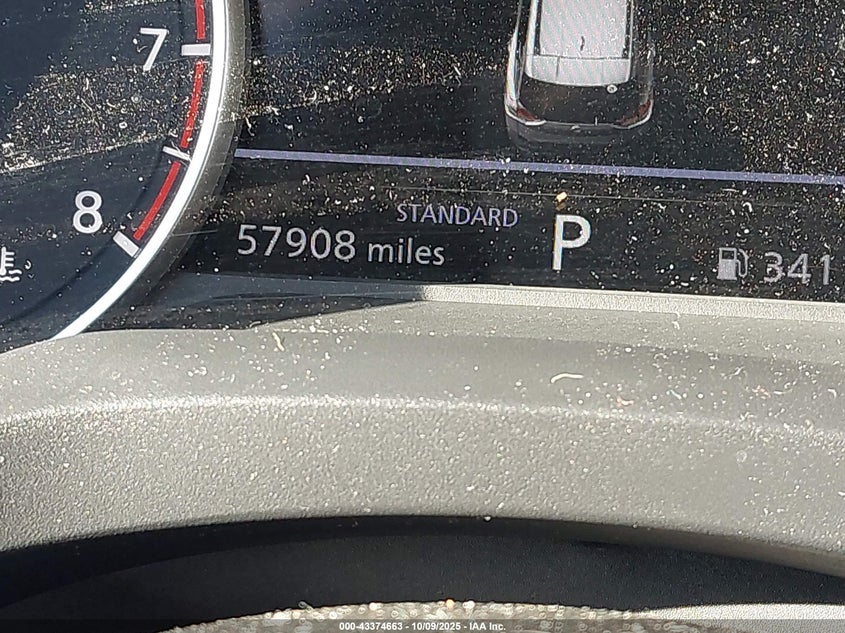 7
8
STANDARD
57908 miles
P
341
000-43374663 - 10/09/2025 - IAA Inc.